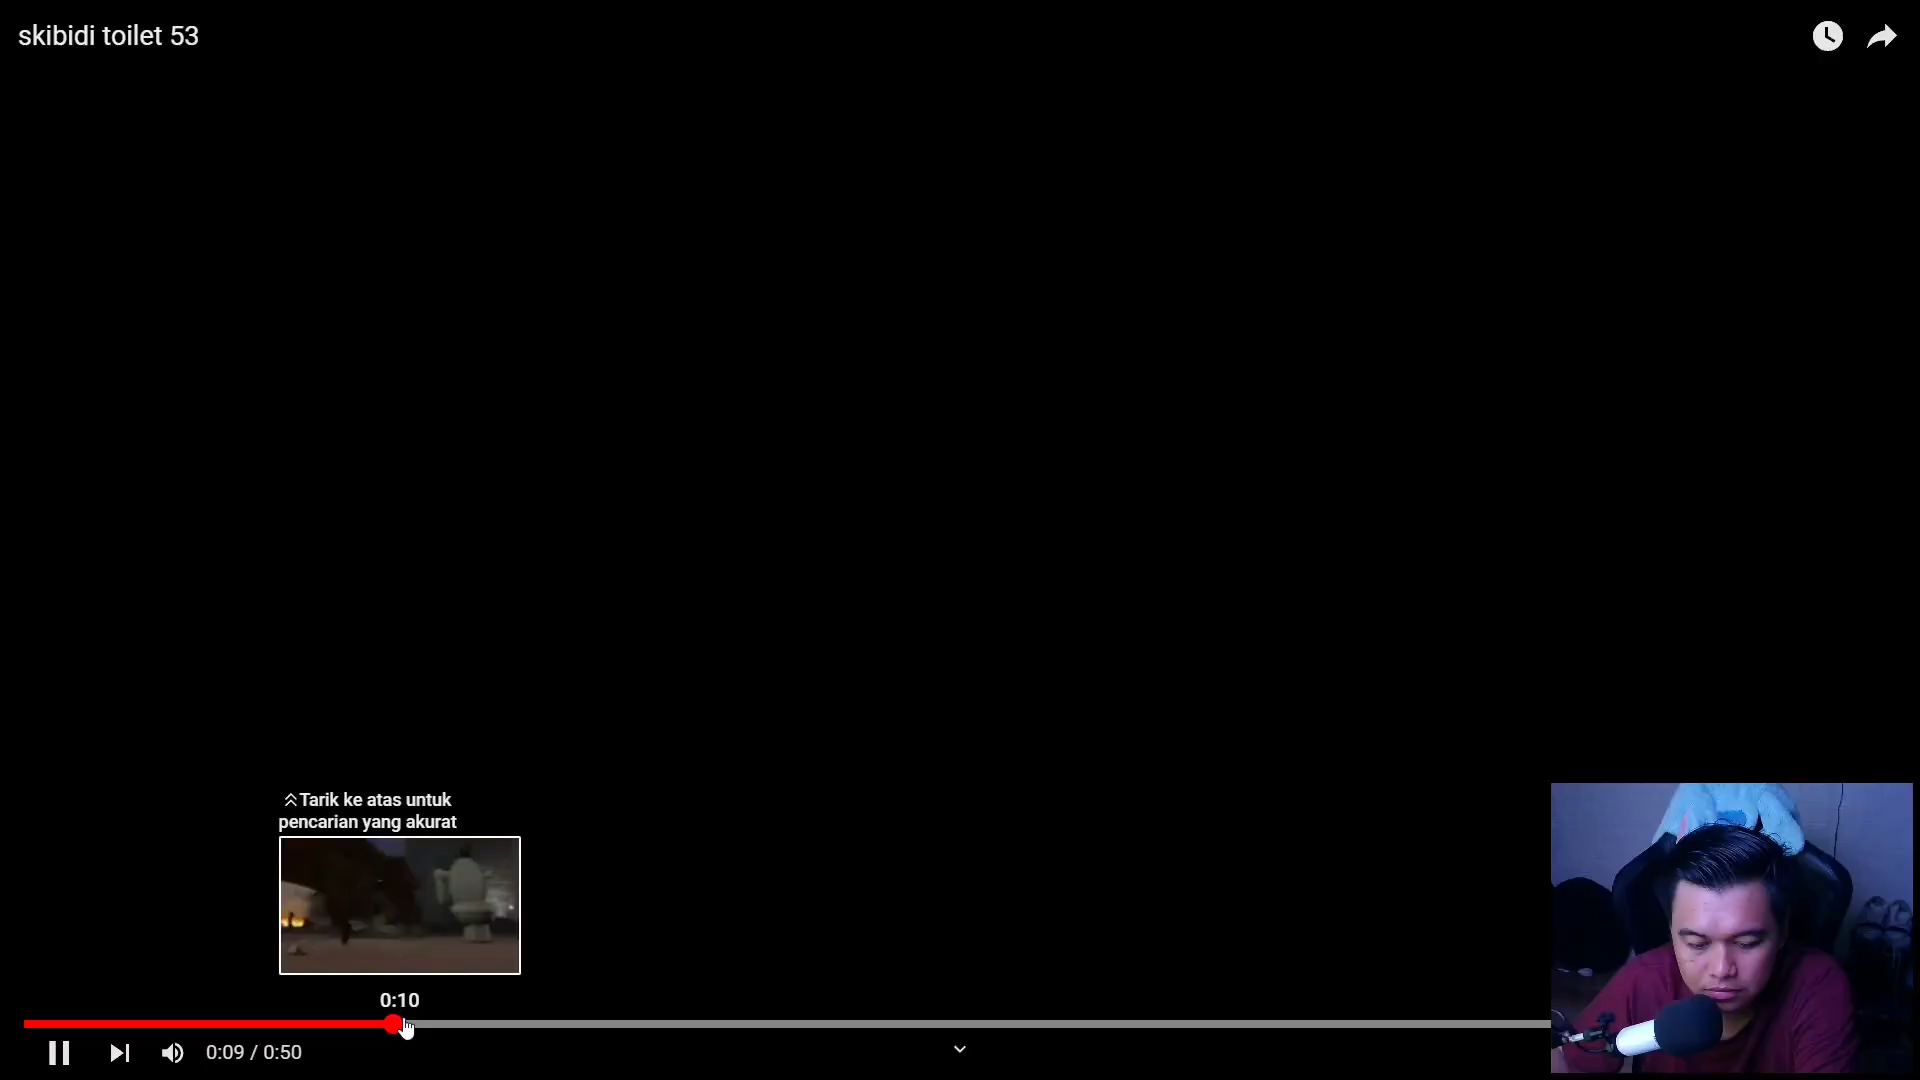 skibidi toilet 53
Tarik ke atas untuk
pencarian yang akurat
0:10
0:09 / 0:50